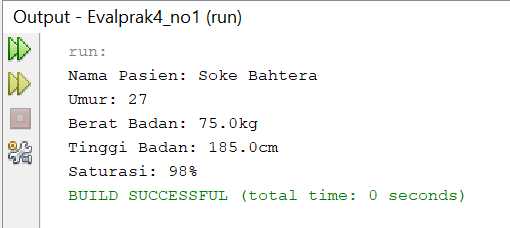 Output - Evalprak4_no1 (run)
run:
Nama Pasien: Soke Bahtera
Umur: 27
Berat Badan: 75.0kg
Tinggi Badan: 185.0cm
Saturasi: 98%
BUILD SUCCESSFUL (total time: 0 seconds)